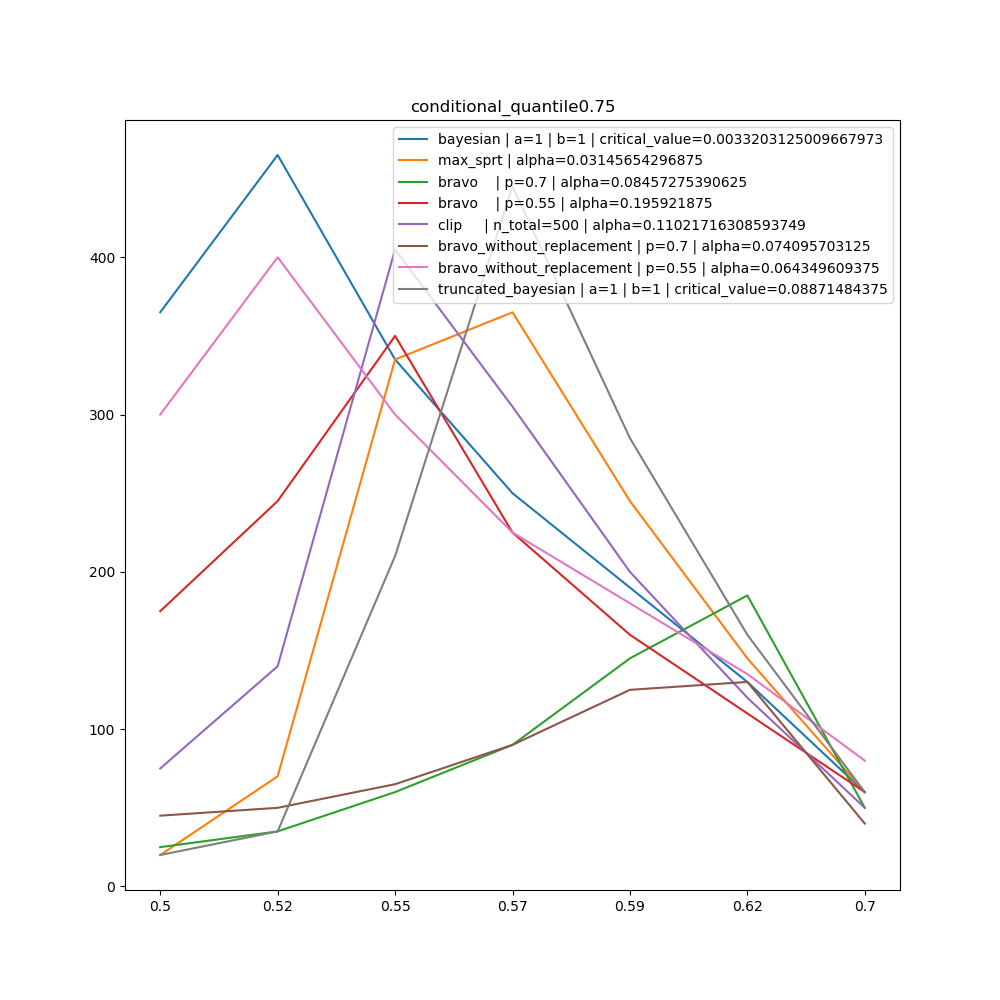 conditional_quantile0.75
bayesian | a=1 | b=1 | critical_value=0.0033203125009667973
max_sprt | alpha=0.03145654296875
bravo    | p=0.7 | alpha=0.08457275390625
bravo    | p=0.55 | alpha=0.195921875
clip     | n_total=500 | alpha=0.11021716308593749
bravo_without_replacement | p=0.7 | alpha=0.074095703125
bravo_without_replacement | p=0.55 | alpha=0.064349609375
truncated_bayesian | a=1 | b=1 | critical_value=0.08871484375
400
300
200
100
0
0.5 0.52 0.55 0.57 0.59 0.62 0.7